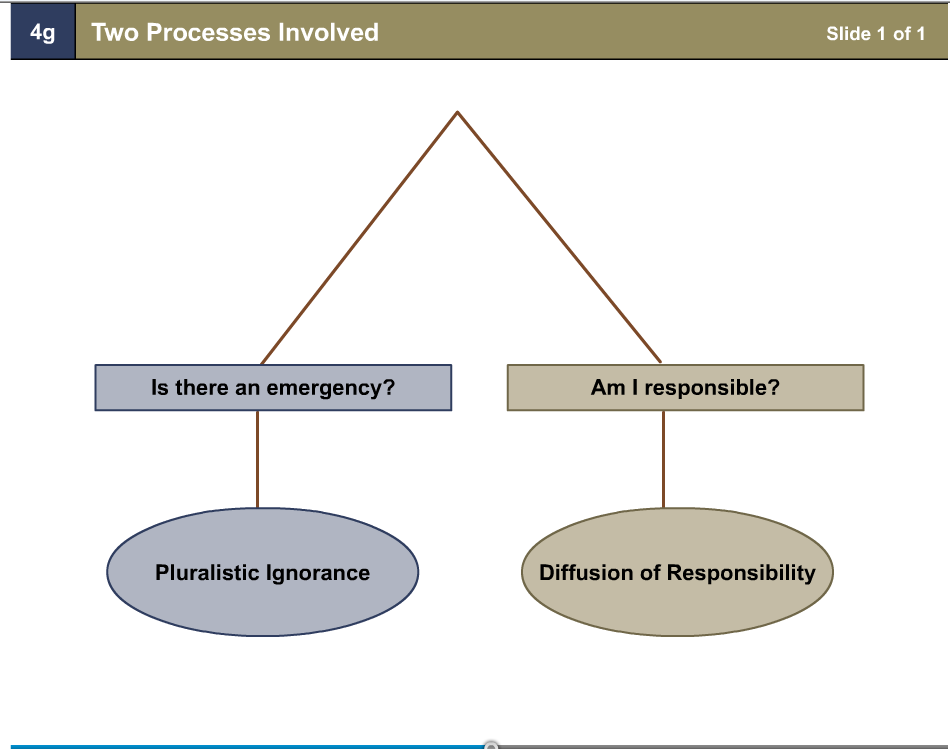 4g
Two Processes Involved
Slide 1 of 1
Is there an emergency?
Am I responsible?
Pluralistic Ignorance
Diffusion of Responsibility